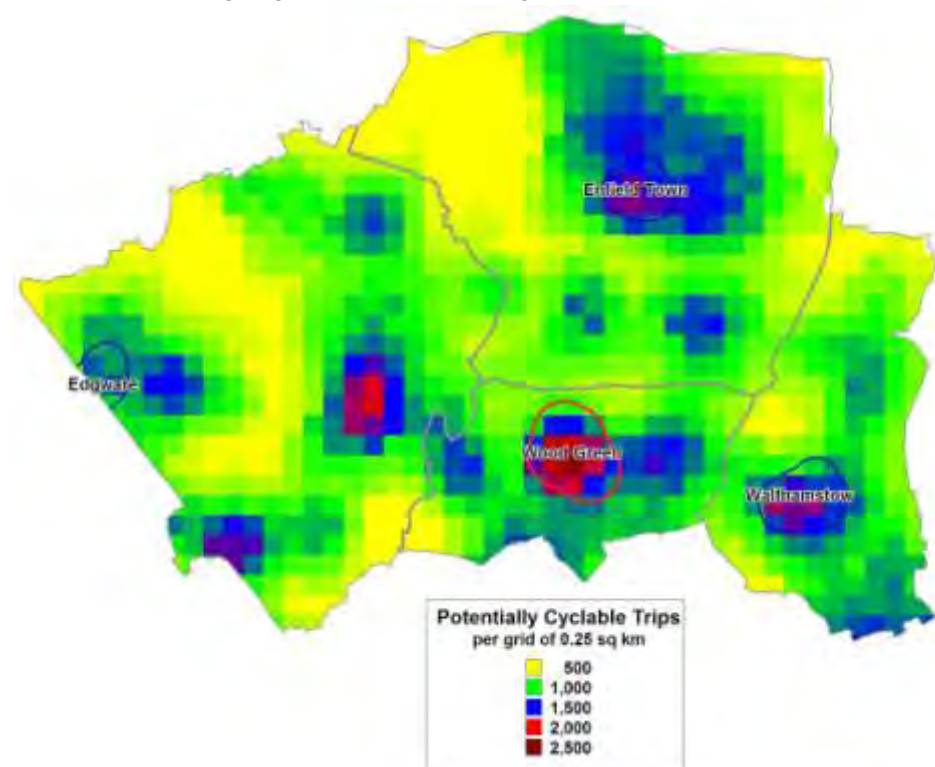 Enfield Town
Edgware
Wood Green
Walthamstow
Potentially Cyclable Trips
per grid of 0.25 sq km
500
1,000
1,500
2,000
2,500